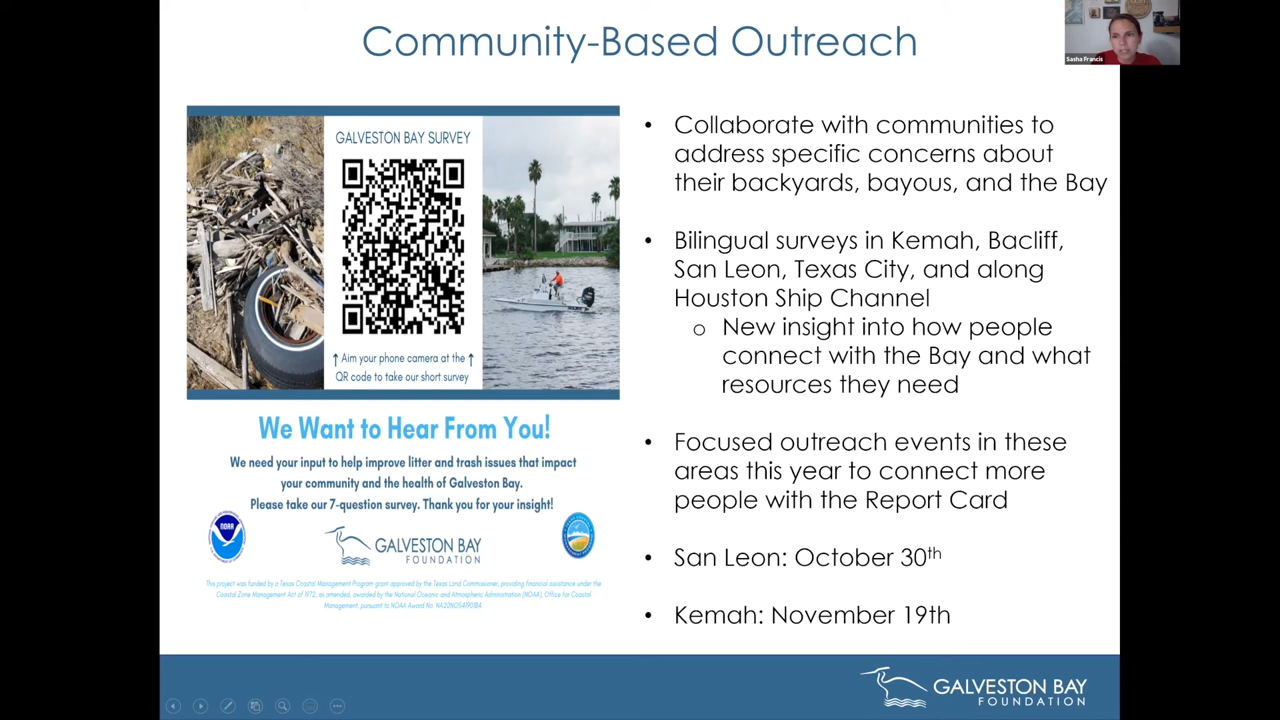 Community-Based Outreach
Sasha Francis
GALVESTON BAY SURVEY
↑ Aim your phone camera at the ↑
QR code to take our short survey
We Want to Hear From You!
We need your input to help improve litter and trash issues that impact
your community and the health of Galveston Bay.
Please take our 7-question survey. Thank you for your insight!
NOAA
GALVESTON BAY
FOUNDATION
This project was funded by a Texas Coastal Management Program grant approved by the Texas Land Commissioner, providing financial assistance under the
Coastal Zone Management Act of 1972, as amended, awarded by the National Oceanic and Atmospheric Administration (NOAA), Office for Coastal
Management, pursuant to NOAA Award No.
• Collaborate with communities to
address specific concerns about
their backyards, bayous, and the Bay
• Bilingual surveys in Kemah, Bacliff,
San Leon, Texas City, and along
Houston Ship Channel
o New insight into how people
connect with the Bay and what
resources they need
• Focused outreach events in these
areas this year to connect more
people with the Report Card
• San Leon: October 30th
• Kemah: November 19th
GALVESTON BAY
FOUNDATION